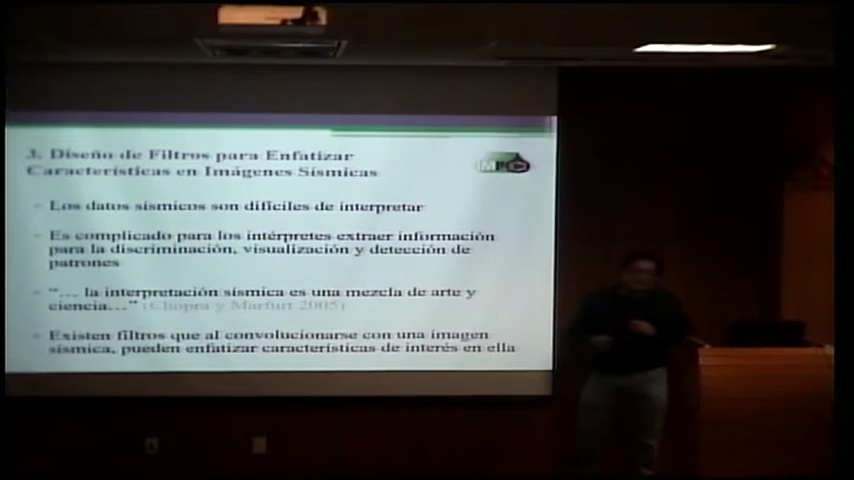 3. Diseño de Filtros para Enfatizar
Características en Imágenes Sísmicas
Los datos sísmicos son difíciles de interpretar
Es complicado para los intérpretes extraer información
para la discriminación, visualización y detección de
patrones
"... la interpretación sísmica es una mezcla de arte y
ciencia..." (Chopra y Marfurt 2005)
Existen filtros que al convolucionarse con una imagen
sísmica, pueden enfatizar características de interés en ella